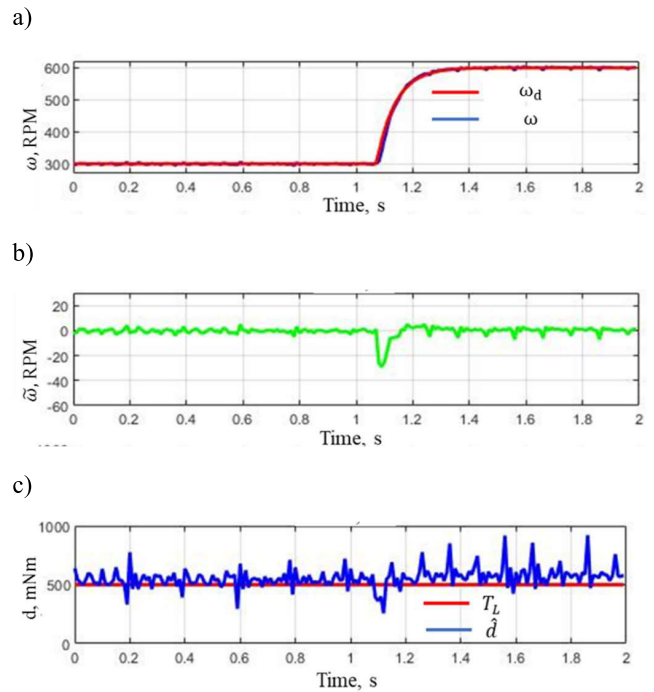 a)
600
500
400
300
ω, RPM
ω_d
ω
0 0.2 0.4 0.6 0.8 1 1.2 1.4 1.6 1.8 2
Time, s
b)
20
0
-20
-40
-60
ω̃, RPM
0 0.2 0.4 0.6 0.8 1 1.2 1.4 1.6 1.8 2
Time, s
c)
1000
500
0
d, mNm
T_L
d̂
0 0.2 0.4 0.6 0.8 1 1.2 1.4 1.6 1.8 2
Time, s